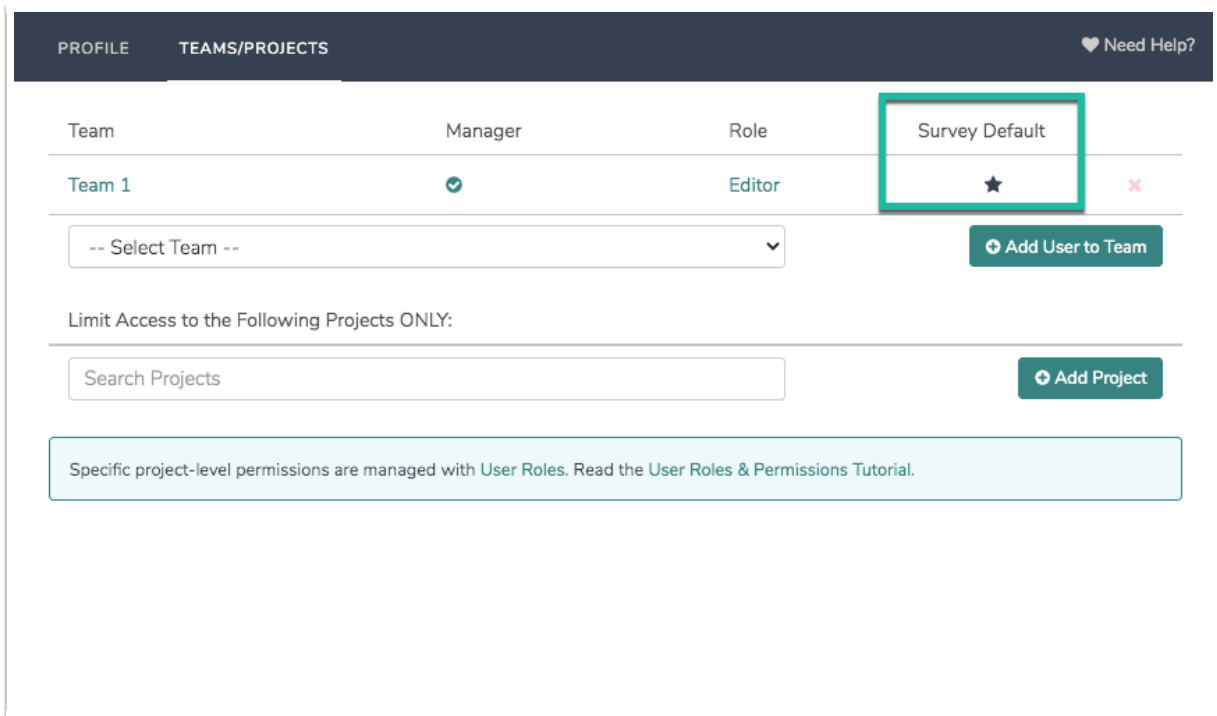 PROFILE TEAMS/PROJECTS Need Help?
Team Manager Role Survey Default
Team 1 Editor
-- Select Team -- Add User to Team
Limit Access to the Following Projects ONLY:
Search Projects Add Project
Specific project-level permissions are managed with User Roles. Read the User Roles & Permissions Tutorial.